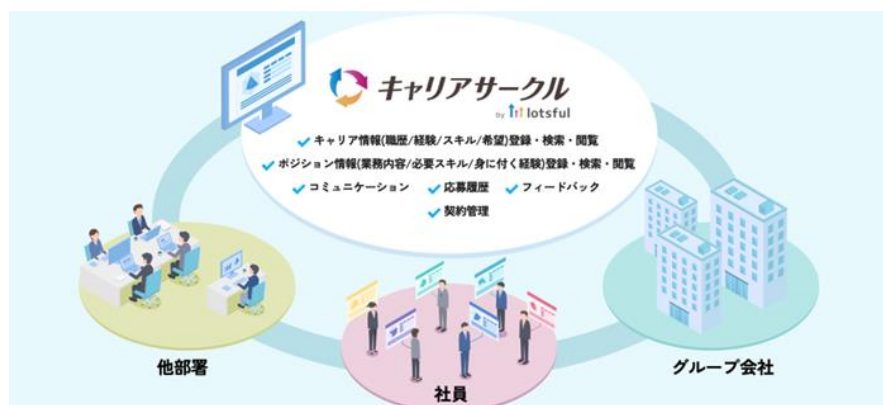 キャリアサークル
by lotsful
キャリア情報(職歴/経験/スキル/希望)登録・検索・閲覧
ポジション情報(業務内容/必要スキル/身に付く経験)登録・検索・閲覧
コミュニケーション 応募履歴 フィードバック
契約管理
他部署
社員
グループ会社